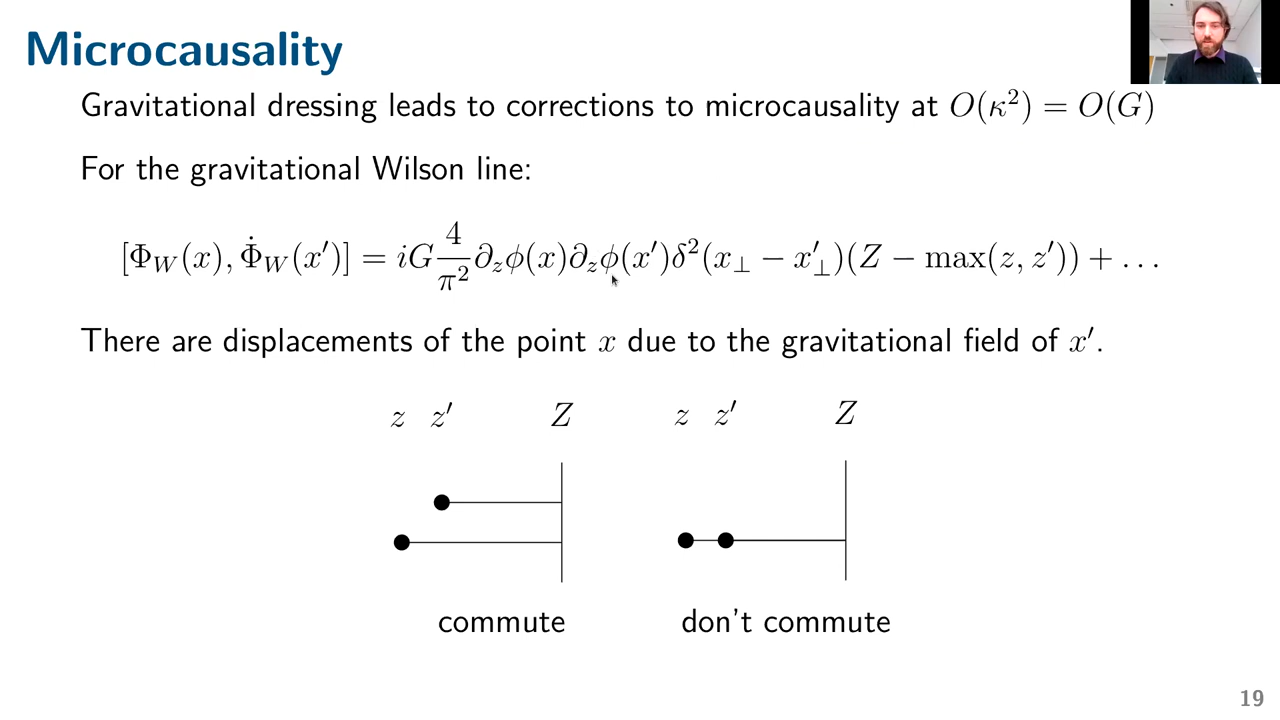 Microcausality
Gravitational dressing leads to corrections to microcausality at O(κ²) = O(G)
For the gravitational Wilson line:
[Φ_W(x), Φ̇_W(x′)] = iG 4/π² ∂_zϕ(x)∂_zϕ(x′)δ²(x_⊥ − x′_⊥)(Z − max(z, z′)) + …
There are displacements of the point x due to the gravitational field of x′.
z z′ Z z z′ Z
commute don't commute
19